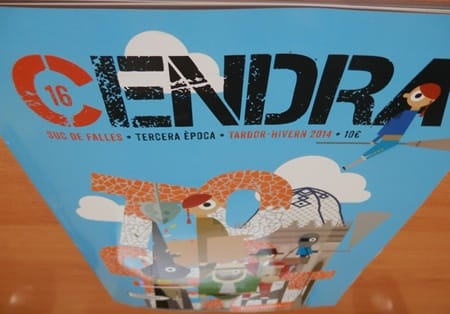 CENDRA
16
SUC DE FALLES • TERCERA ÈPOCA • TARDOR-HIVERN 2014 • 10€